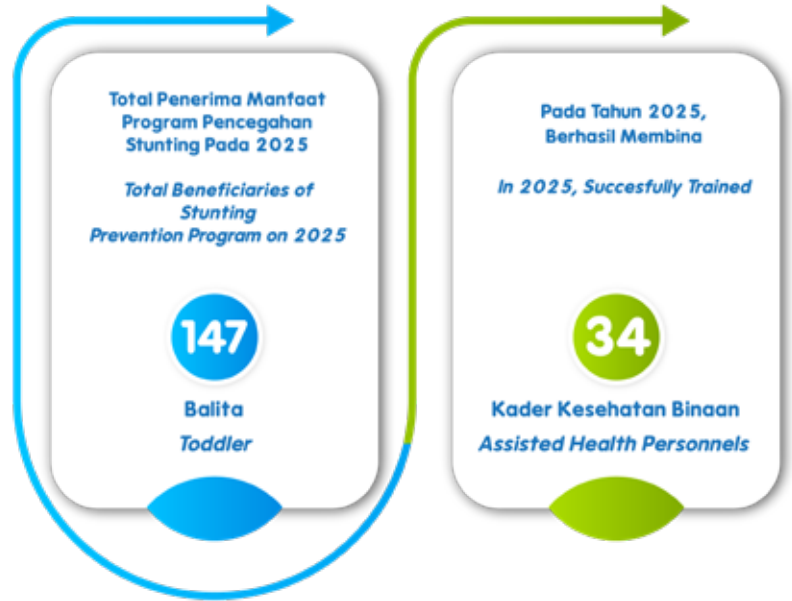 Total Penerima Manfaat
Program Pencegahan
Stunting Pada 2025
Total Beneficiaries of
Stunting
Prevention Program on 2025
147
Balita
Toddler
Pada Tahun 2025,
Berhasil Membina
In 2025, Succesfully Trained
34
Kader Kesehatan Binaan
Assisted Health Personnels